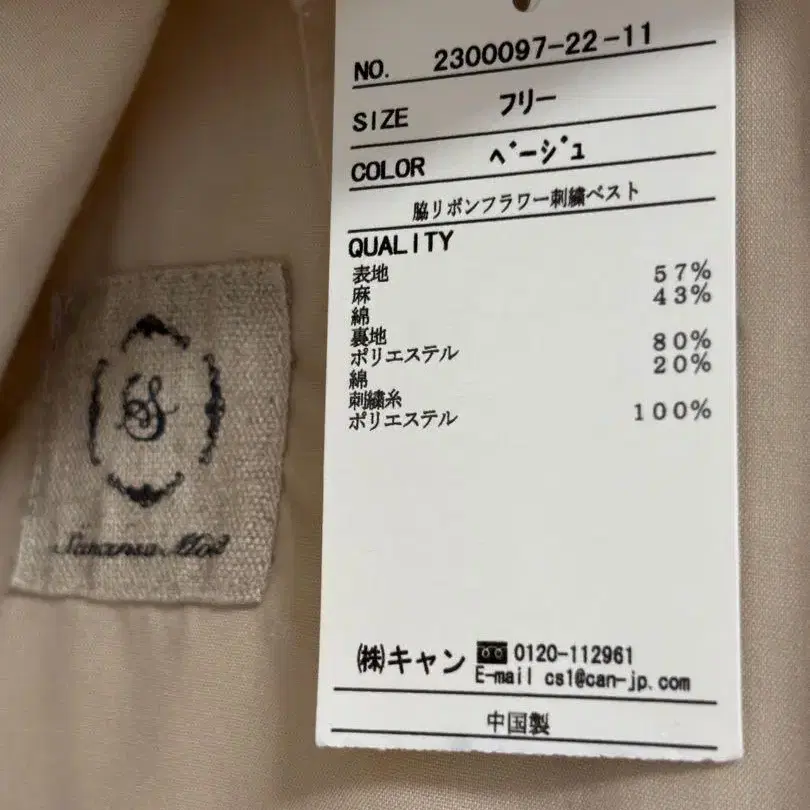 NO. 2300097-22-11
SIZE フリー
COLOR ベージュ
脇リボンフラワー刺繍ベスト
QUALITY
表地
麻 57%
綿 43%
裏地
ポリエステル 80%
綿 20%
刺繍糸
ポリエステル 100%
㈱キャン 0120-112961
E-mail cs1@can-jp.com
中国製
S